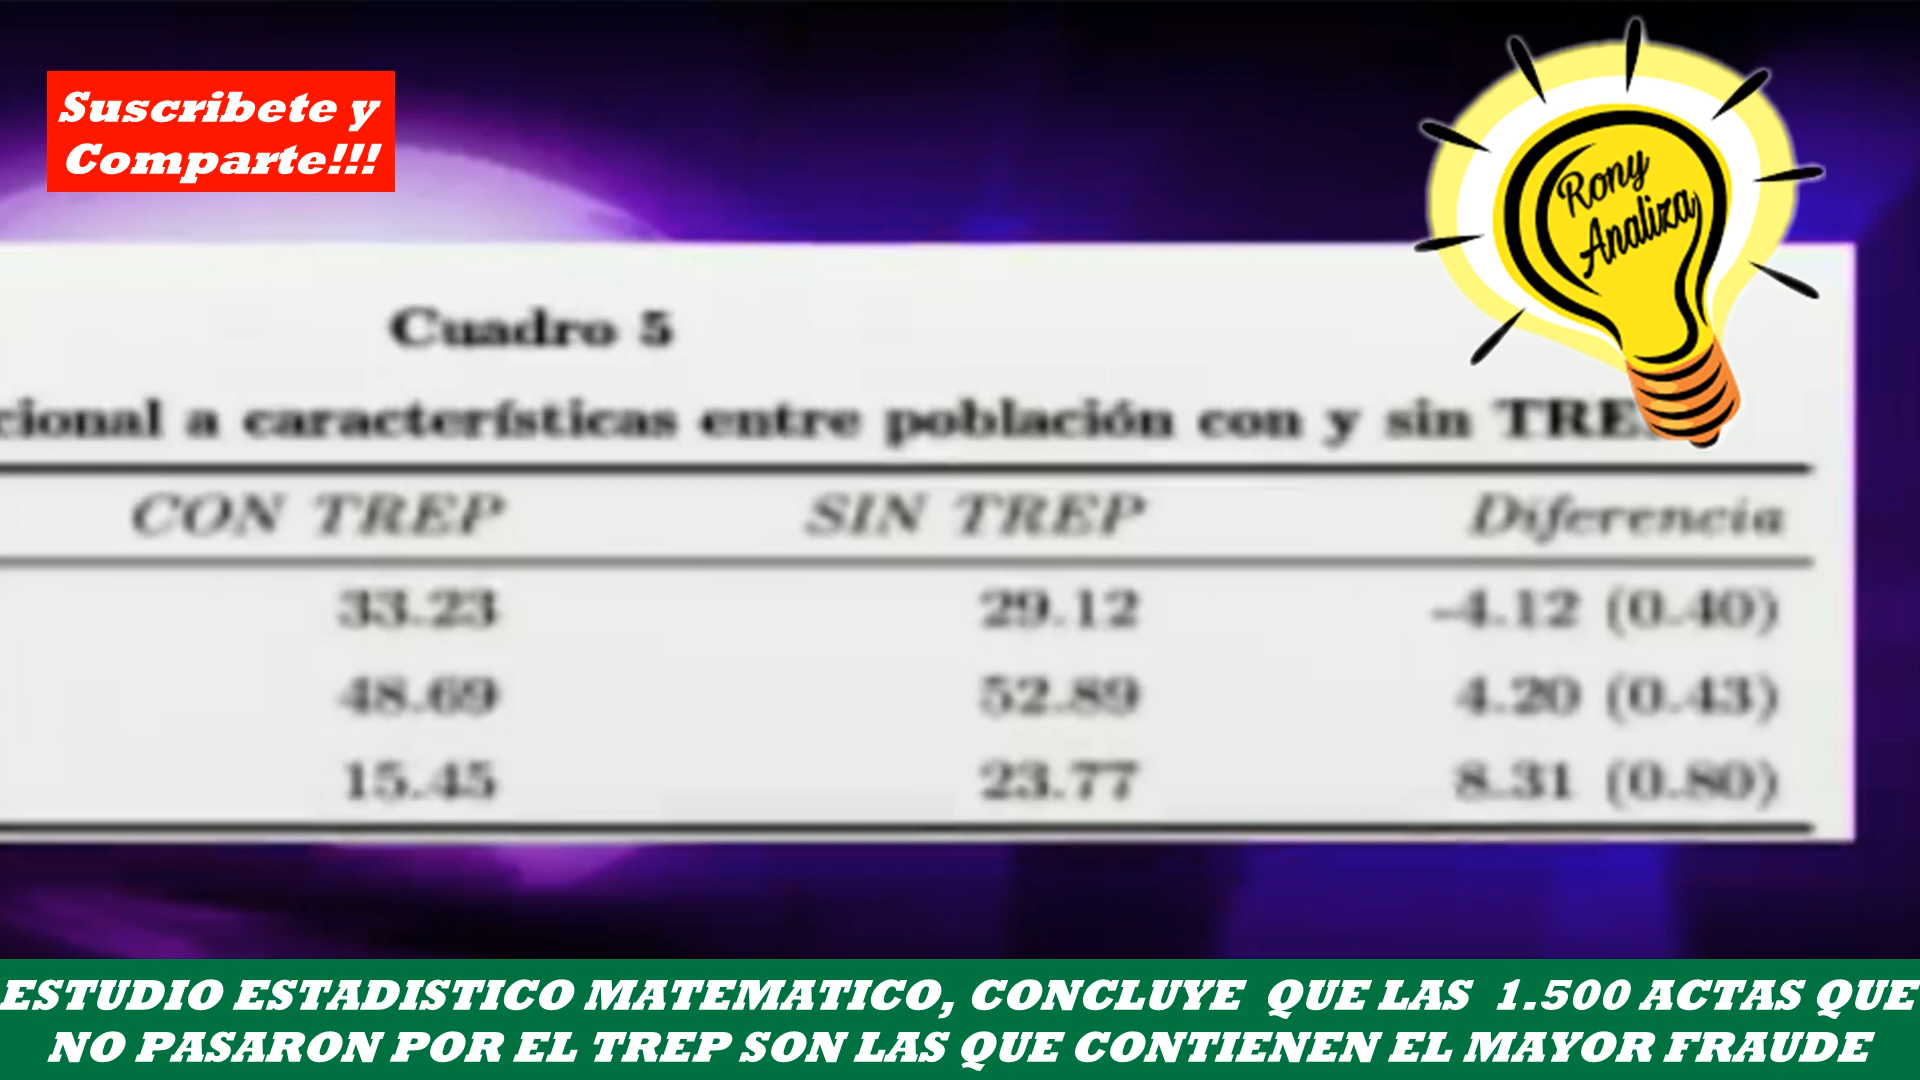 Suscribete y
Comparte!!!
Rony
Analiza
Cuadro 5
cional a características entre población con y sin
CON TREP SIN TREP Diferencia
33.23 29.12 -4.12 (0.40)
48.69 52.89 4.20 (0.43)
15.45 23.77 8.31 (0.80)
ESTUDIO ESTADISTICO MATEMATICO, CONCLUYE QUE LAS 1.500 ACTAS QUE
NO PASARON POR EL TREP SON LAS QUE CONTIENEN EL MAYOR FRAUDE